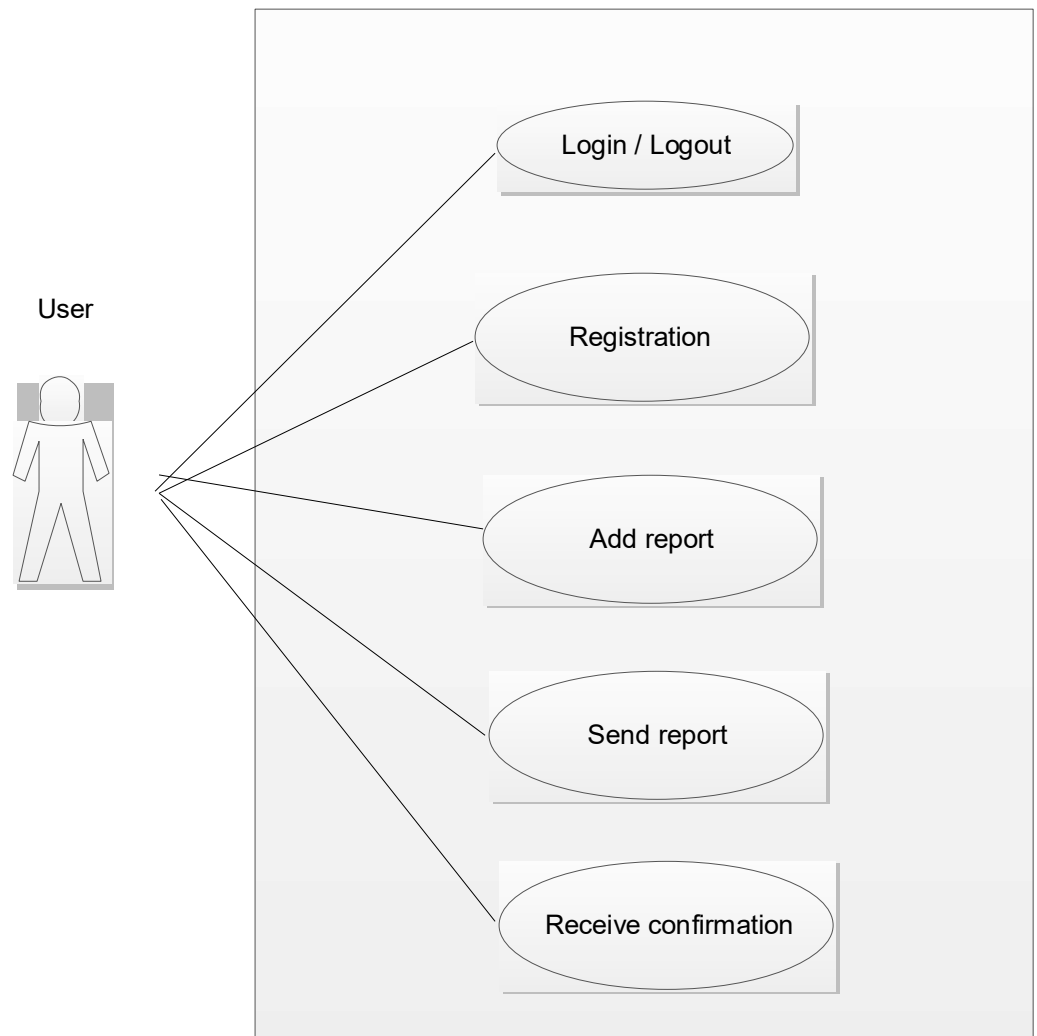 Login / Logout
User
Registration
Add report
Send report
Receive confirmation